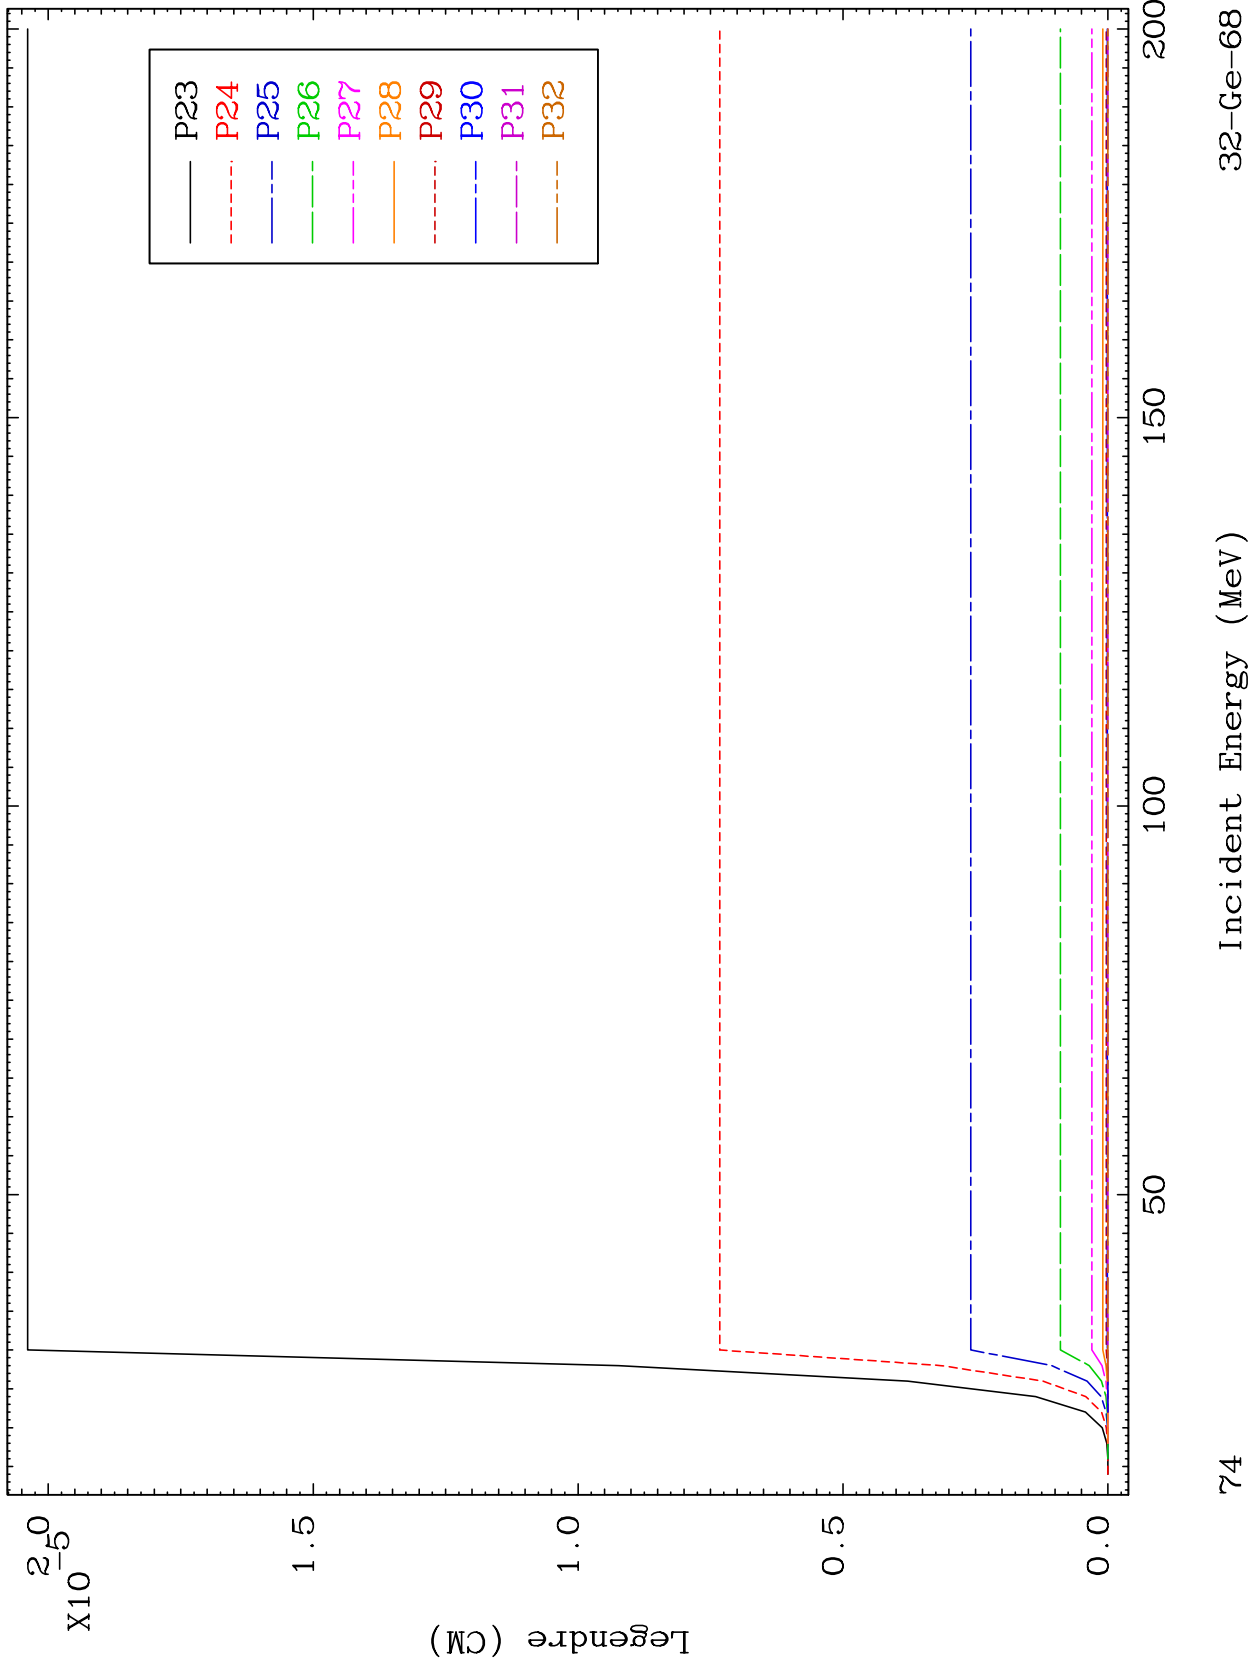 X10
-5
2.0
1.5
1.0
0.5
0.0
Legendre (CM)
P23
P24
P25
P26
P27
P28
P29
P30
P31
P32
50
100
150
200
Incident Energy (MeV)
74
32-Ge-68